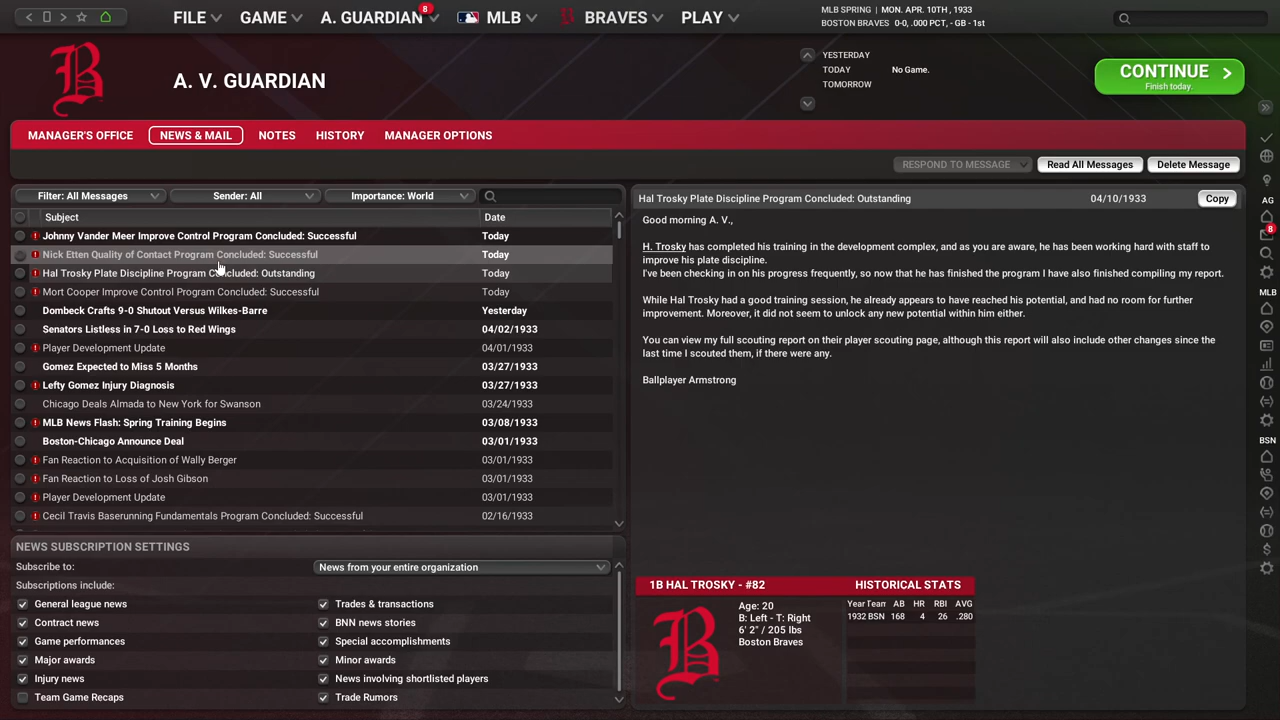 FILE
GAME
A. GUARDIAN
8
MLB
BRAVES
PLAY
MLB SPRING | MON. APR. 10TH , 1933
BOSTON BRAVES 0-0, .000 PCT, - GB - 1st
A. V. GUARDIAN
YESTERDAY
TODAY No Game.
TOMORROW
CONTINUE
Finish today.
MANAGER'S OFFICE
NEWS & MAIL
NOTES
HISTORY
MANAGER OPTIONS
RESPOND TO MESSAGE
Read All Messages
Delete Message
Filter: All Messages
Sender: All
Importance: World
Subject Date
Johnny Vander Meer Improve Control Program Concluded: Successful Today
Nick Etten Quality of Contact Program Concluded: Successful Today
Hal Trosky Plate Discipline Program Concluded: Outstanding Today
Mort Cooper Improve Control Program Concluded: Successful Today
Dombeck Crafts 9-0 Shutout Versus Wilkes-Barre Yesterday
Senators Listless in 7-0 Loss to Red Wings 04/02/1933
Player Development Update 04/01/1933
Gomez Expected to Miss 5 Months 03/27/1933
Lefty Gomez Injury Diagnosis 03/27/1933
Chicago Deals Almada to New York for Swanson 03/24/1933
MLB News Flash: Spring Training Begins 03/08/1933
Boston-Chicago Announce Deal 03/01/1933
Fan Reaction to Acquisition of Wally Berger 03/01/1933
Fan Reaction to Loss of Josh Gibson 03/01/1933
Player Development Update 03/01/1933
Cecil Travis Baserunning Fundamentals Program Concluded: Successful 02/16/1933
NEWS SUBSCRIPTION SETTINGS
Subscribe to: News from your entire organization
Subscriptions include:
General league news Trades & transactions
Contract news BNN news stories
Game performances Special accomplishments
Major awards Minor awards
Injury news News involving shortlisted players
Team Game Recaps Trade Rumors
Hal Trosky Plate Discipline Program Concluded: Outstanding 04/10/1933 Copy
Good morning A. V.,
H. Trosky has completed his training in the development complex, and as you are aware, he has been working hard with staff to
improve his plate discipline.
I've been checking in on his progress frequently, so now that he has finished the program I have also finished compiling my report.
While Hal Trosky had a good training session, he already appears to have reached his potential, and had no room for further
improvement. Moreover, it did not seem to unlock any new potential within him either.
You can view my full scouting report on their player scouting page, although this report will also include other changes since the
last time I scouted them, if there were any.
Ballplayer Armstrong
1B HAL TROSKY - #82
Age: 20
B: Left - T: Right
6' 2" / 205 lbs
Boston Braves
HISTORICAL STATS
Year Team AB HR RBI AVG
1932 BSN 168 4 26 .280
AG
8
MLB
BSN